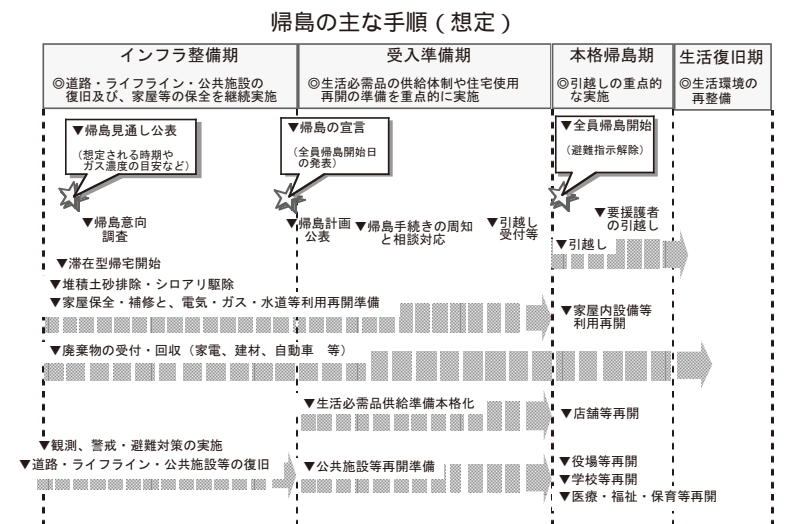 帰島の主な手順(想定)
インフラ整備期
◎道路・ライフライン・公共施設の
復旧及び、家屋等の保全を継続実施
受入準備期
◎生活必需品の供給体制や住宅使用
再開の準備を重点的に実施
本格帰島期
◎引越しの重点的
な実施
生活復旧期
◎生活環境の
再整備
▼帰島見通し公表
(想定される時期や
ガス濃度の目安など)
▼帰島の宣言
(全員帰島開始日
の発表)
▼全員帰島開始
(避難指示解除)
▼帰島意向
調査
▼帰島計画
公表
▼帰島手続きの周知
と相談対応
▼引越し
受付等
▼要援護者
の引越し
▼引越し
▼滞在型帰宅開始
▼堆積土砂排除・シロアリ駆除
▼家屋保全・補修と、電気・ガス・水道等利用再開準備
▼家屋内設備等
利用再開
▼廃棄物の受付・回収(家電、建材、自動車 等)
▼生活必需品供給準備本格化
▼店舗等再開
▼観測、警戒・避難対策の実施
▼道路・ライフライン・公共施設等の復旧
▼公共施設等再開準備
▼役場等再開
▼学校等再開
▼医療・福祉・保育等再開